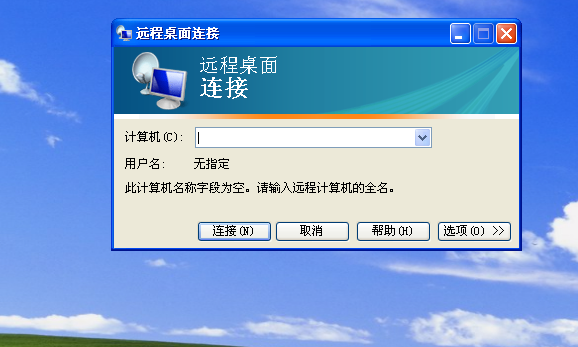 远程桌面连接
远程桌面
连接
计算机(C):
用户名: 无指定
此计算机名称字段为空。请输入远程计算机的全名。
连接(N) 取消 帮助(H) 选项(O) >>